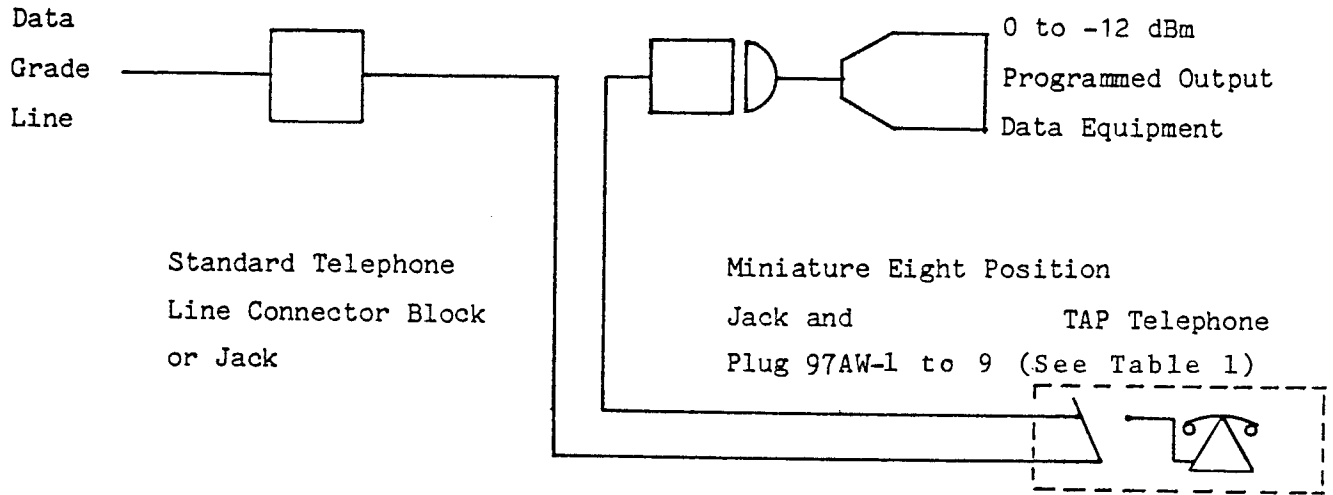 Data
Grade
Line
0 to -12 dBm
Programmed Output
Data Equipment
Standard Telephone
Line Connector Block
or Jack
Miniature Eight Position
Jack and
TAP Telephone
Plug 97AW-1 to 9 (See Table 1)